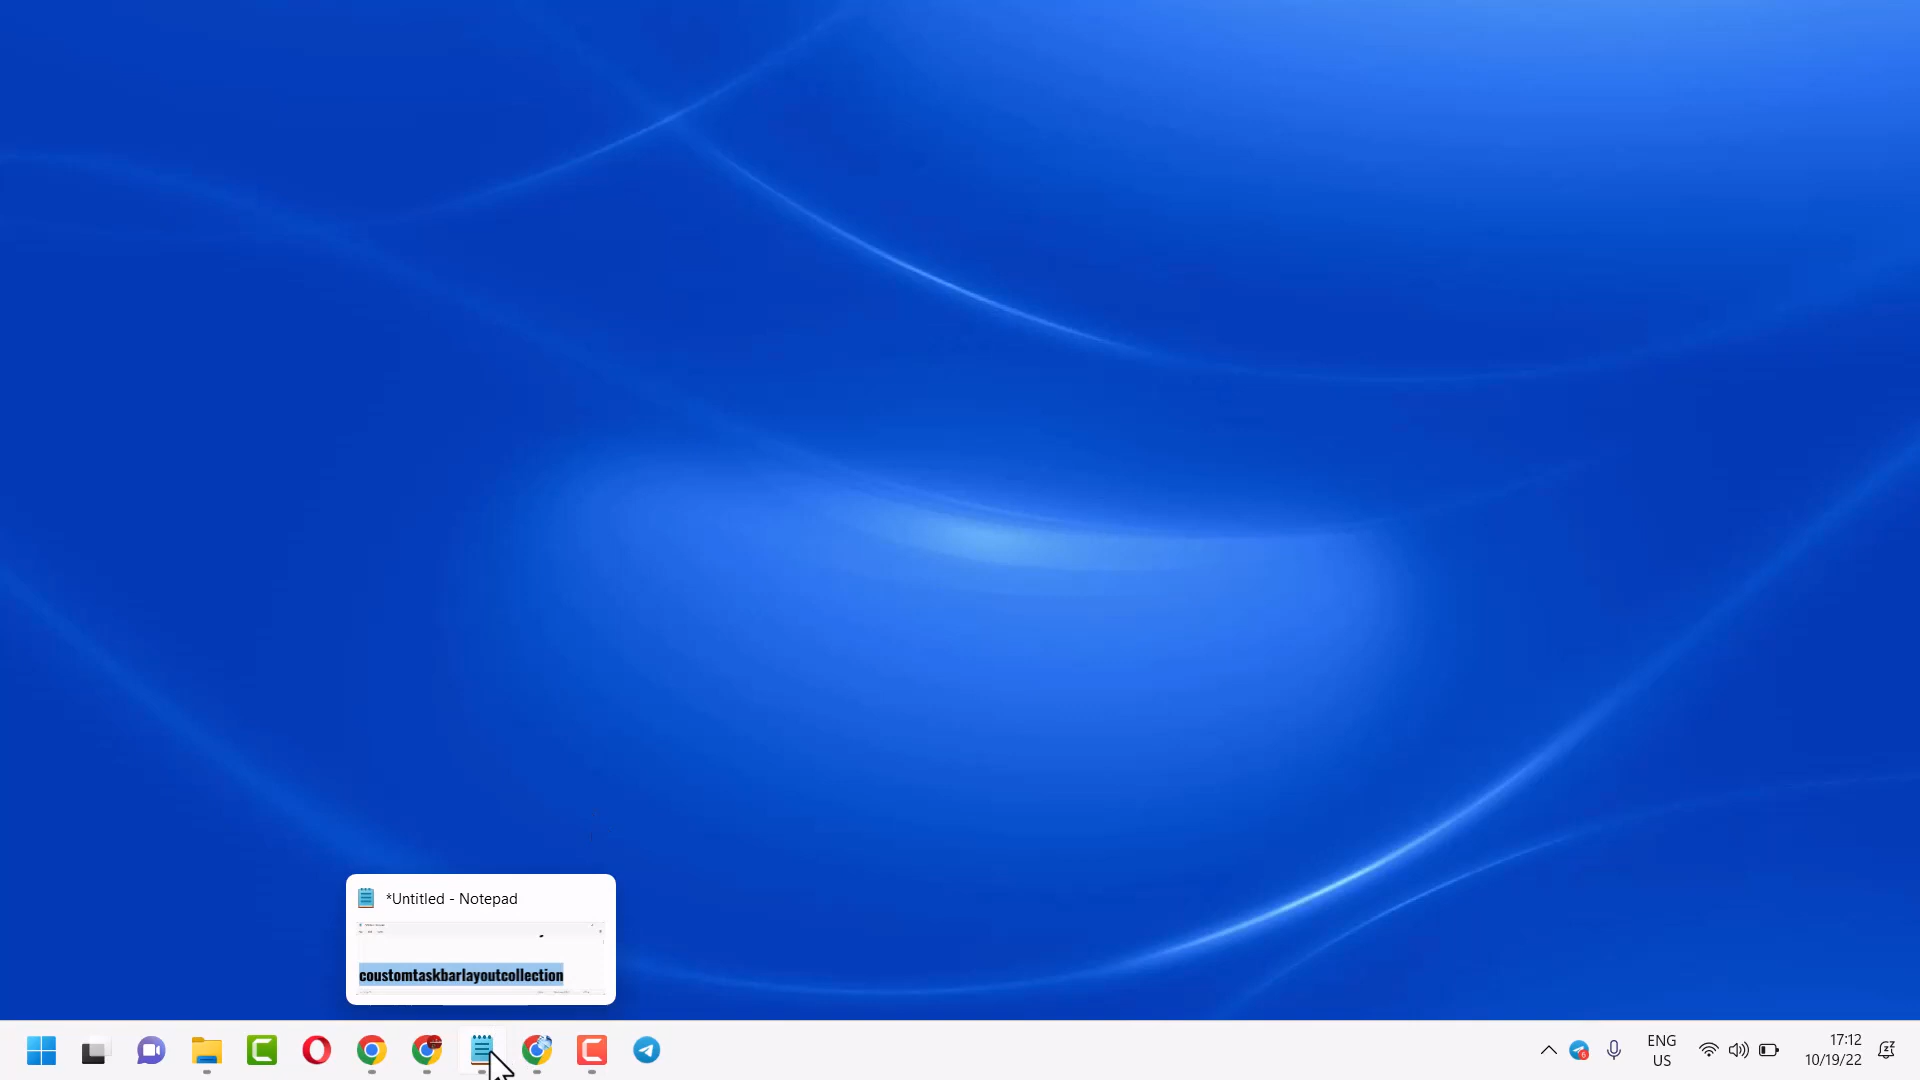 *Untitled - Notepad
coustomtaskbarlayoutcollection
ENG
US
17:12
10/19/22